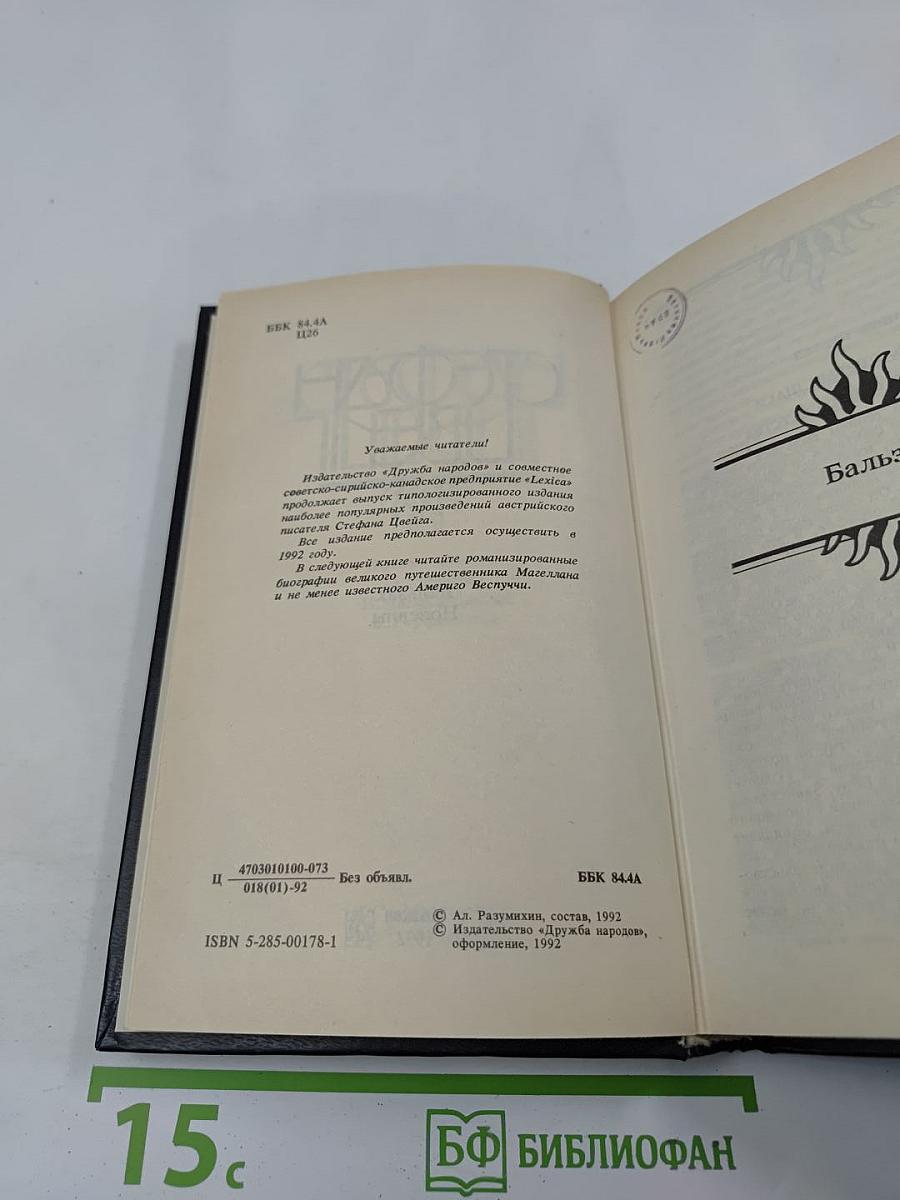 ББК 84.4А
Ц26
Уважаемые читатели!
Издательство «Дружба народов» и совместное
советско-сирийско-канадское предприятие «Lexica»
продолжает выпуск типологизированного издания
наиболее популярных произведений австрийского
писателя Стефана Цвейга.
Все издание предполагается осуществить в
1992 году.
В следующей книге читайте романизированные
биографии великого путешественника Магеллана
и не менее известного Америго Веспуччи.
Ц 4703010100-073 Без объявл.
018(01)-92
ББК 84.4А
ISBN 5-285-00178-1
© Ал. Разумихин, состав, 1992
© Издательство «Дружба народов»,
оформление, 1992
Бальз
15 с
БФ БИБЛИОФАН